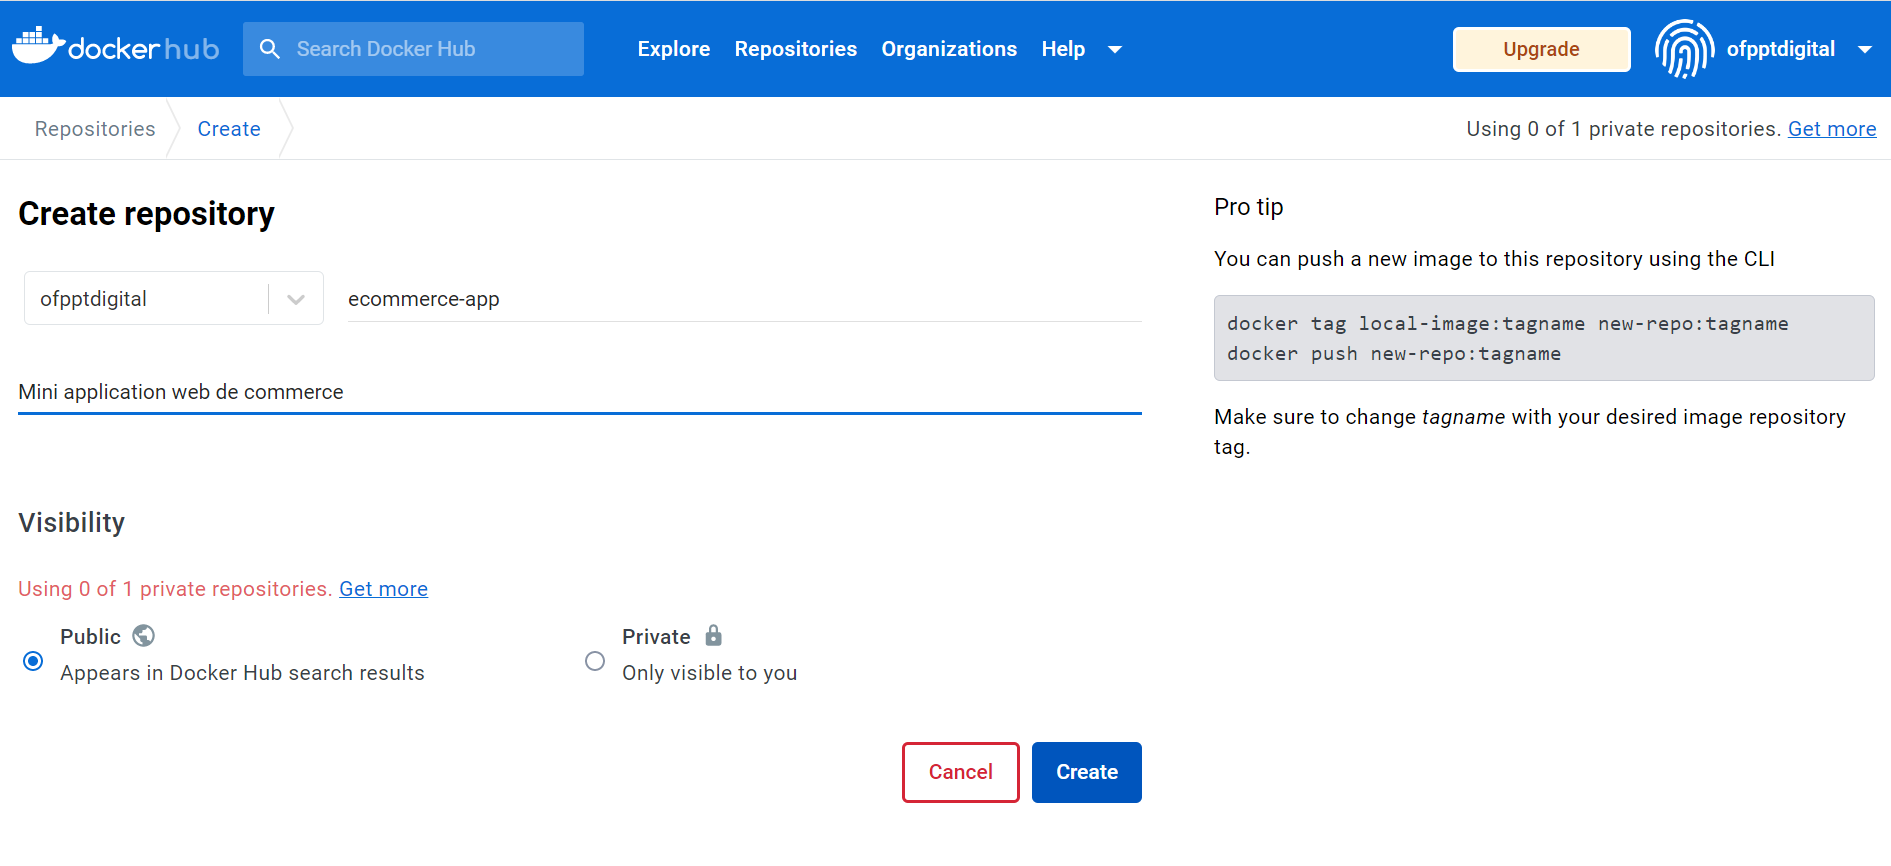 dockerhub
Search Docker Hub
Explore Repositories Organizations Help
Upgrade
ofpptdigital
Repositories
Create
Using 0 of 1 private repositories. Get more
Create repository
ofpptdigital
ecommerce-app
Mini application web de commerce
Visibility
Using 0 of 1 private repositories. Get more
Public
Appears in Docker Hub search results
Private
Only visible to you
Cancel
Create
Pro tip
You can push a new image to this repository using the CLI
docker tag local-image:tagname new-repo:tagname
docker push new-repo:tagname
Make sure to change tagname with your desired image repository
tag.